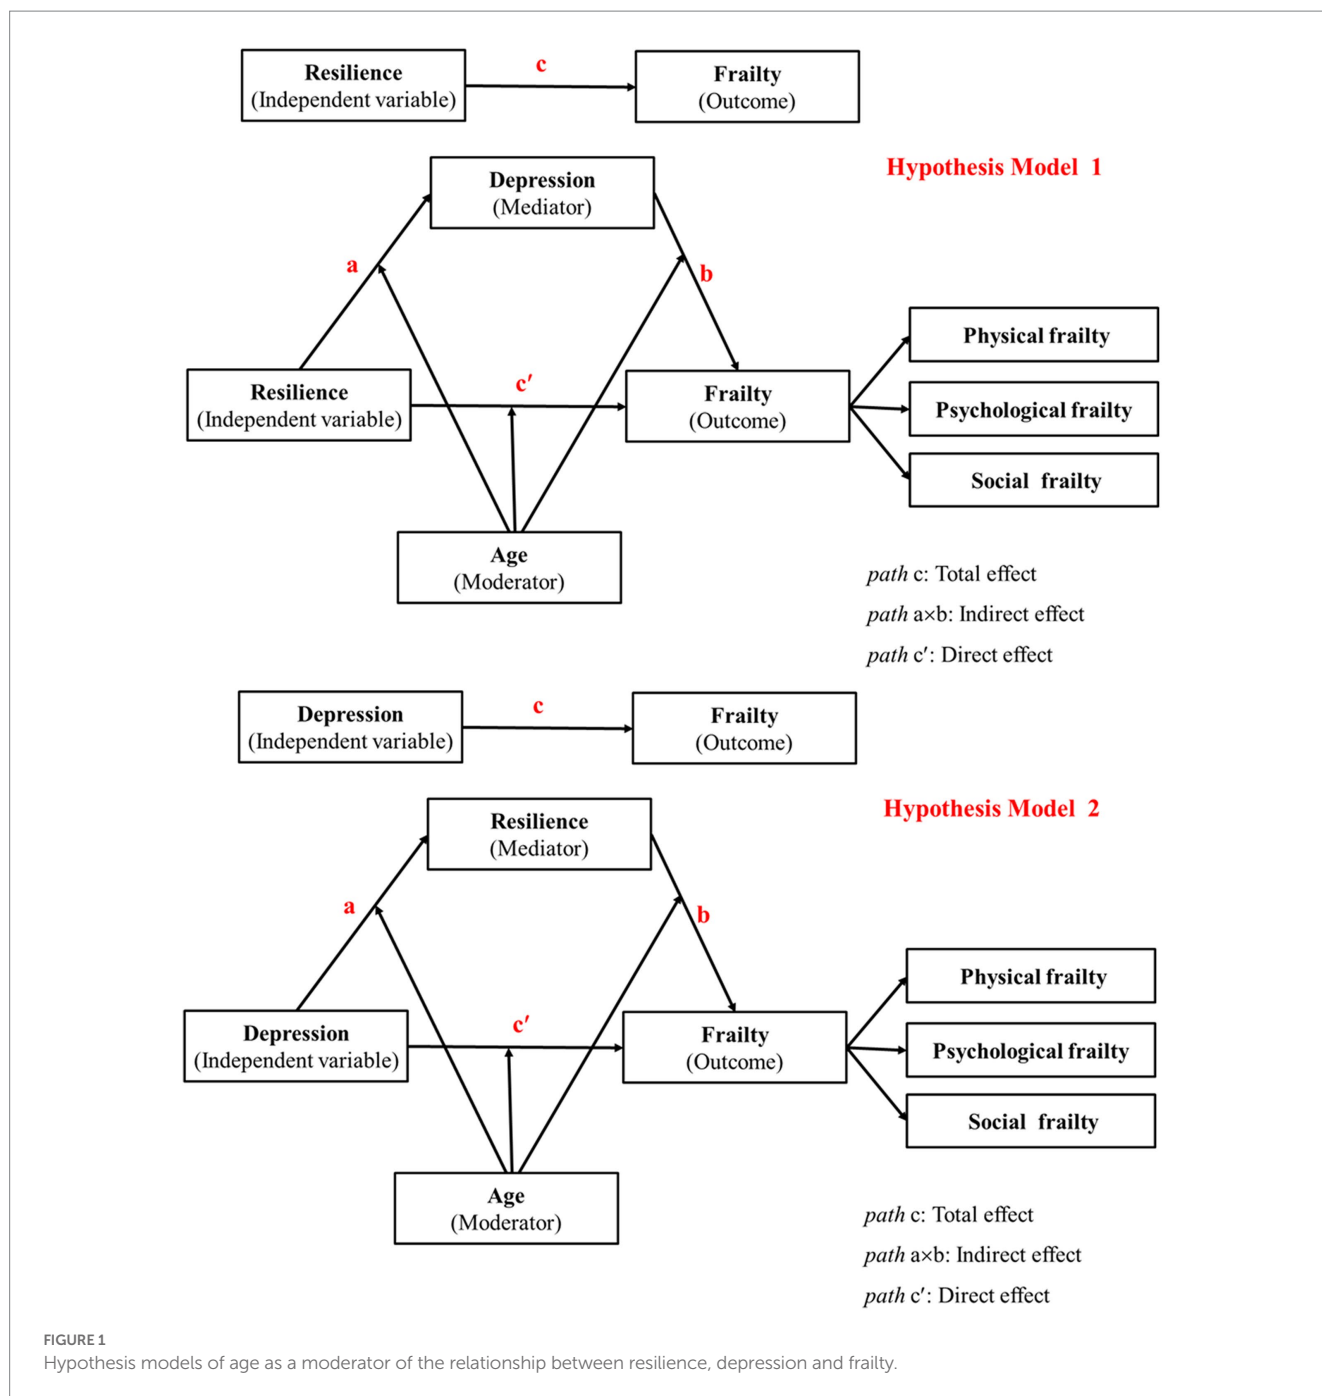 Resilience
(Independent variable)
c
Frailty
(Outcome)
Hypothesis Model 1
Depression
(Mediator)
a
b
Resilience
(Independent variable)
c′
Frailty
(Outcome)
Physical frailty
Psychological frailty
Social frailty
Age
(Moderator)
path c: Total effect
path a×b: Indirect effect
path c′: Direct effect
Depression
(Independent variable)
c
Frailty
(Outcome)
Hypothesis Model 2
Resilience
(Mediator)
a
b
Depression
(Independent variable)
c′
Frailty
(Outcome)
Physical frailty
Psychological frailty
Social frailty
Age
(Moderator)
path c: Total effect
path a×b: Indirect effect
path c′: Direct effect
FIGURE 1
Hypothesis models of age as a moderator of the relationship between resilience, depression and frailty.